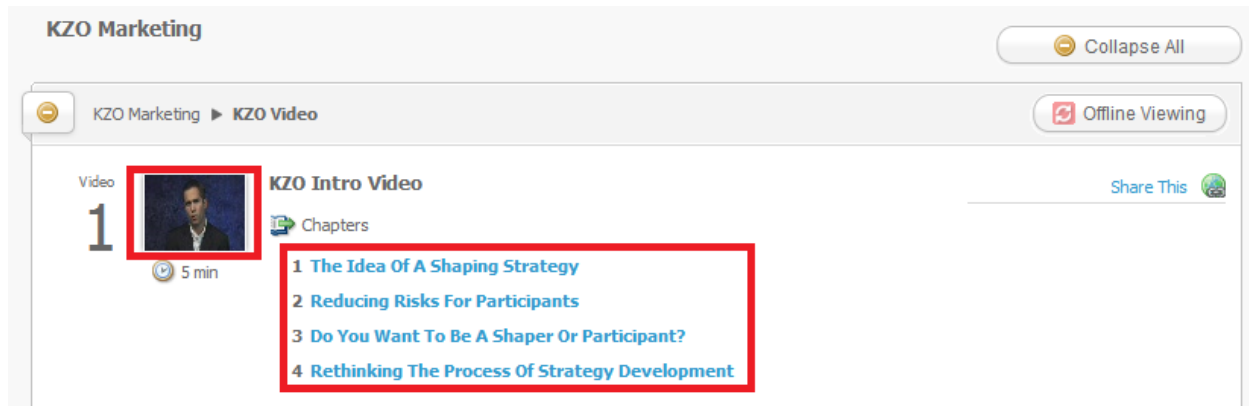 KZO Marketing
Collapse All
KZO Marketing ▶ KZO Video
Offline Viewing
Video
1
5 min
KZO Intro Video
Share This
Chapters
1 The Idea Of A Shaping Strategy
2 Reducing Risks For Participants
3 Do You Want To Be A Shaper Or Participant?
4 Rethinking The Process Of Strategy Development